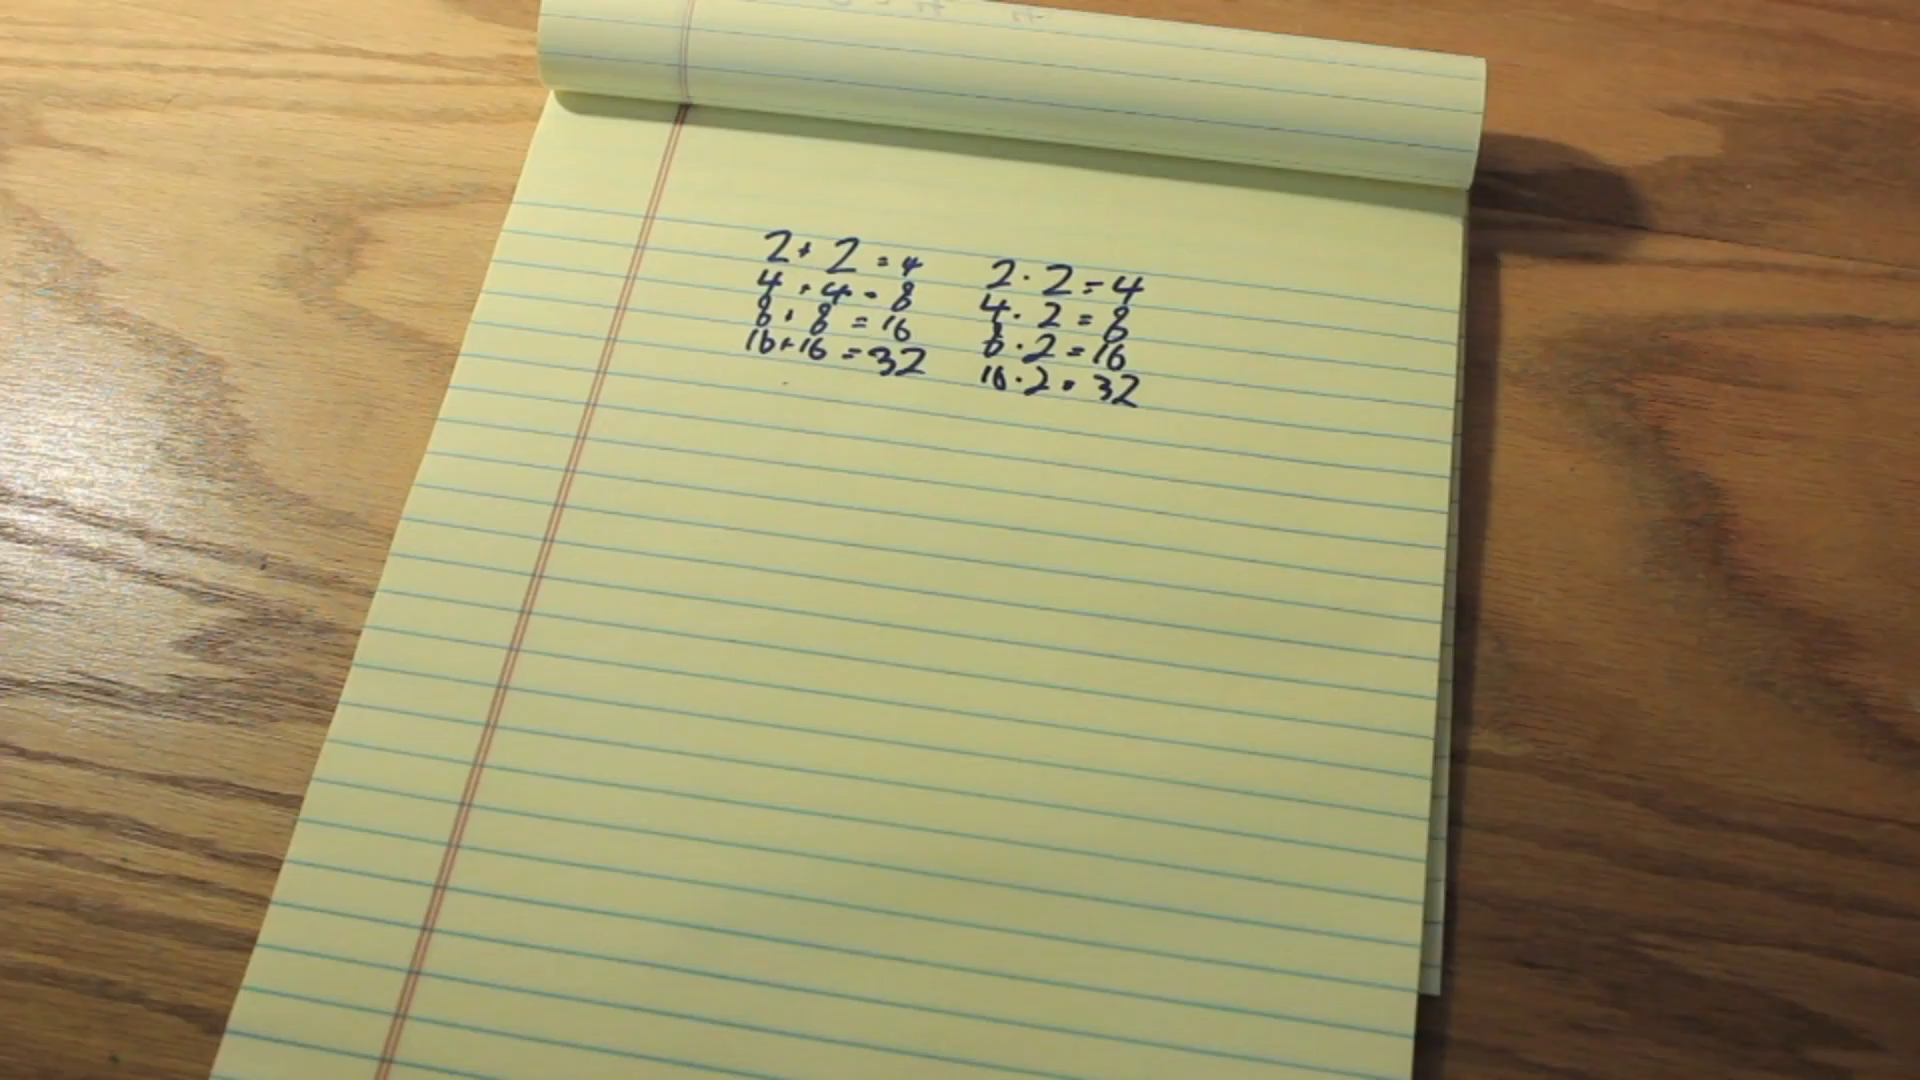 2 + 2 = 4
4 + 4 = 8
8 + 8 = 16
16 + 16 = 32
2 · 2 = 4
4 · 2 = 8
8 · 2 = 16
16 · 2 = 32